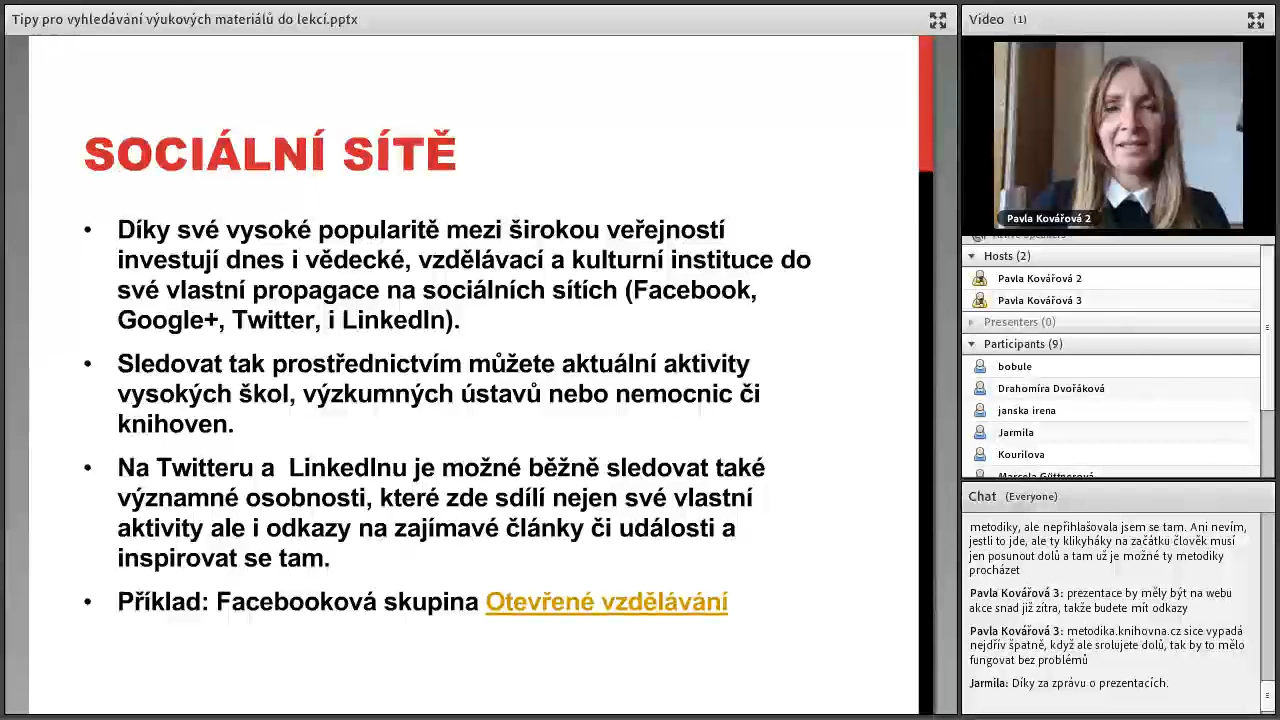 Tipy pro vyhledávání výukových materiálů do lekcí.pptx
SOCIÁLNÍ SÍTĚ
• Díky své vysoké popularitě mezi širokou veřejností
investují dnes i vědecké, vzdělávací a kulturní instituce do
své vlastní propagace na sociálních sítích (Facebook,
Google+, Twitter, i LinkedIn).
• Sledovat tak prostřednictvím můžete aktuální aktivity
vysokých škol, výzkumných ústavů nebo nemocnic či
knihoven.
• Na Twitteru a LinkedInu je možné běžně sledovat také
významné osobnosti, které zde sdílí nejen své vlastní
aktivity ale i odkazy na zajímavé články či události a
inspirovat se tam.
• Příklad: Facebooková skupina Otevřené vzdělávání
Video (1)
Pavla Kovářová 2
Active Speakers
Hosts (2)
Pavla Kovářová 2
Pavla Kovářová 3
Presenters (0)
Participants (9)
bobule
Drahomíra Dvořáková
janska irena
Jarmila
Kourilova
Chat (Everyone)
metodiky, ale nepřihlašovala jsem se tam. Ani nevím,
jestli to jde, ale ty klikyháky na začátku člověk musí
jen posunout dolů a tam už je možné ty metodiky
procházet
Pavla Kovářová 3: prezentace by měly být na webu
akce snad již zítra, takže budete mít odkazy
Pavla Kovářová 3: metodika.knihovna.cz sice vypadá
nejdřív špatně, když ale srolujete dolů, tak by to mělo
fungovat bez problémů
Jarmila: Díky za zprávu o prezentacích.